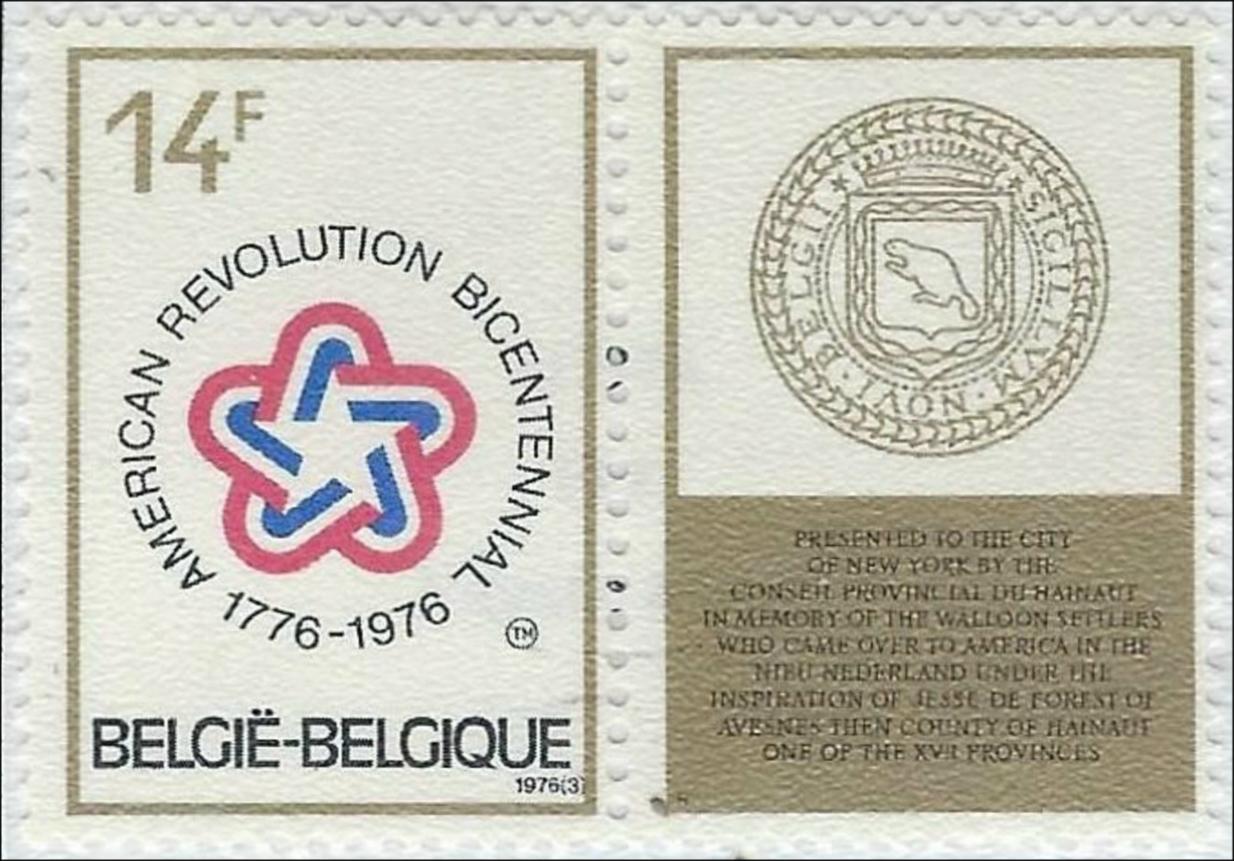 14F
AMERICAN REVOLUTION BICENTENNIAL
1776-1976
TM
BELGIË-BELGIQUE
1976(3)
SIGILLVM · NOVI · BELGII
PRESENTED TO THE CITY
OF NEW YORK BY THE
CONSEIL PROVINCIAL DU HAINAUT
IN MEMORY OF THE WALLOON SETTLERS
WHO CAME OVER TO AMERICA IN THE
NIEU NEDERLAND UNDER THE
INSPIRATION OF JESSE DE FOREST OF
AVESNES THEN COUNTY OF HAINAUT
ONE OF THE XVII PROVINCES